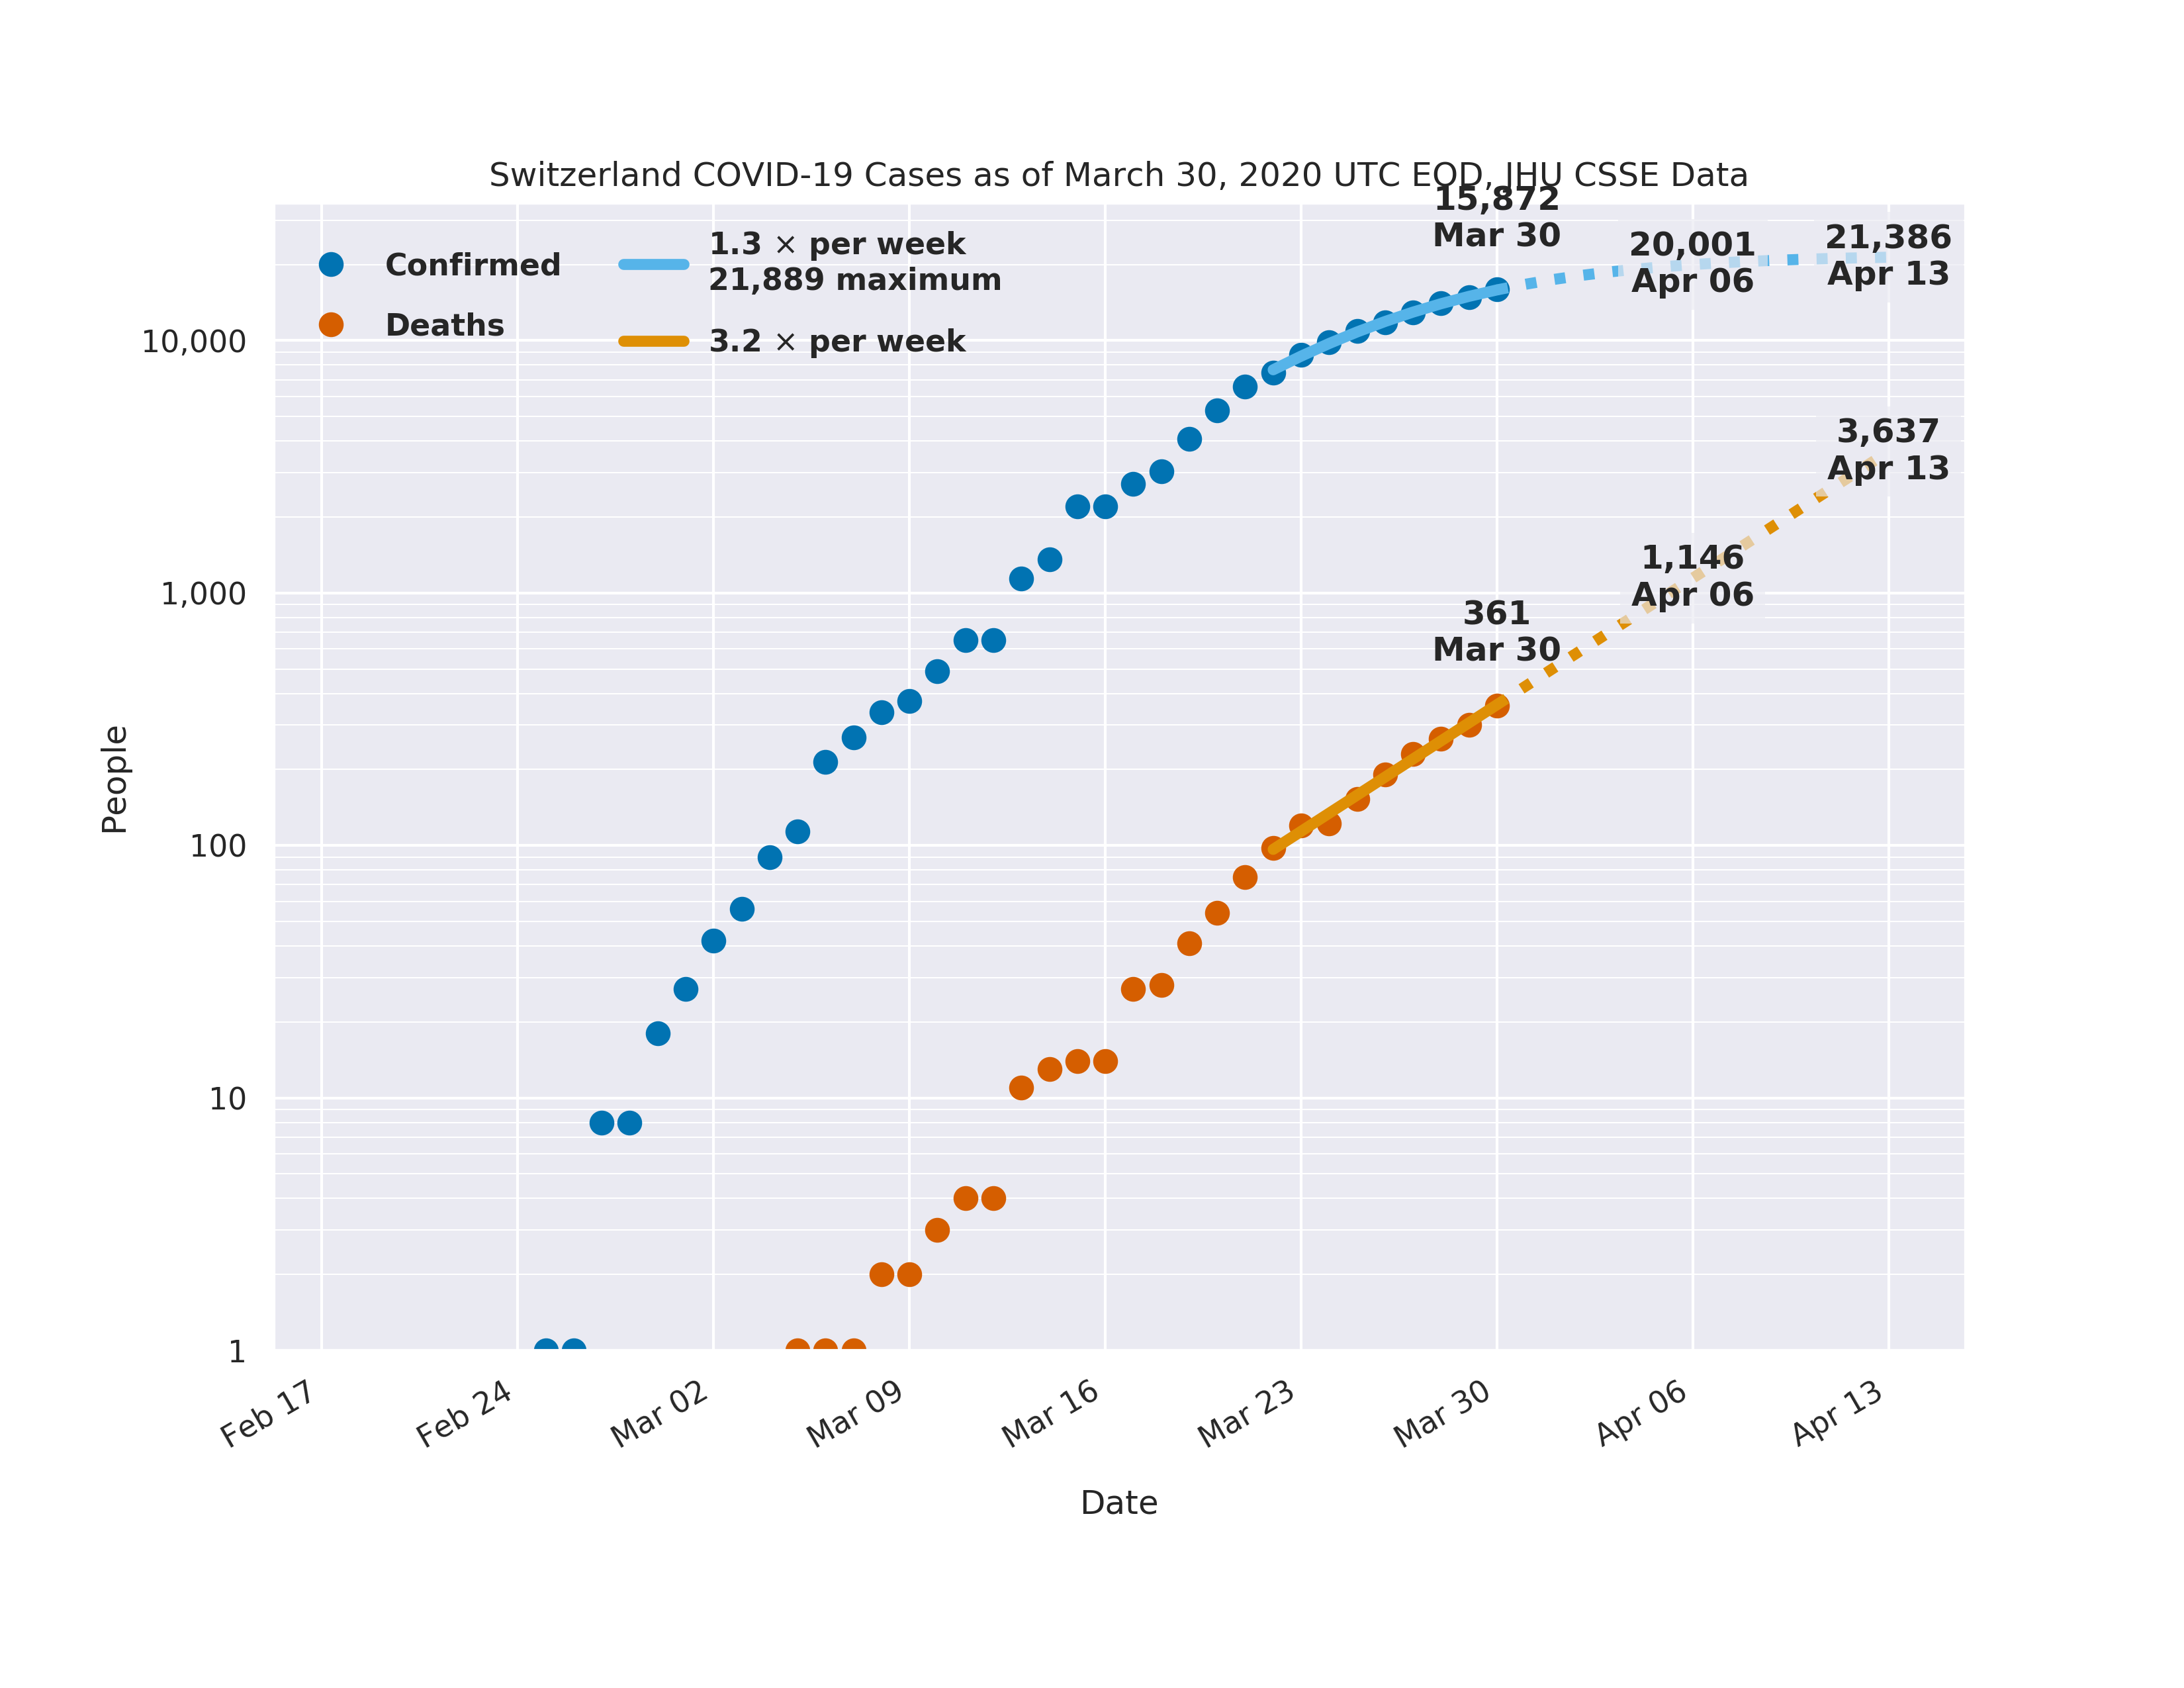 Switzerland COVID-19 Cases as of March 30, 2020 UTC EOD, JHU CSSE Data
Confirmed
Deaths
1.3 × per week
21,889 maximum
3.2 × per week
15,872
Mar 30
20,001
Apr 06
21,386
Apr 13
3,637
Apr 13
1,146
Apr 06
361
Mar 30
People
10,000
1,000
100
10
1
Feb 17
Feb 24
Mar 02
Mar 09
Mar 16
Mar 23
Mar 30
Apr 06
Apr 13
Date